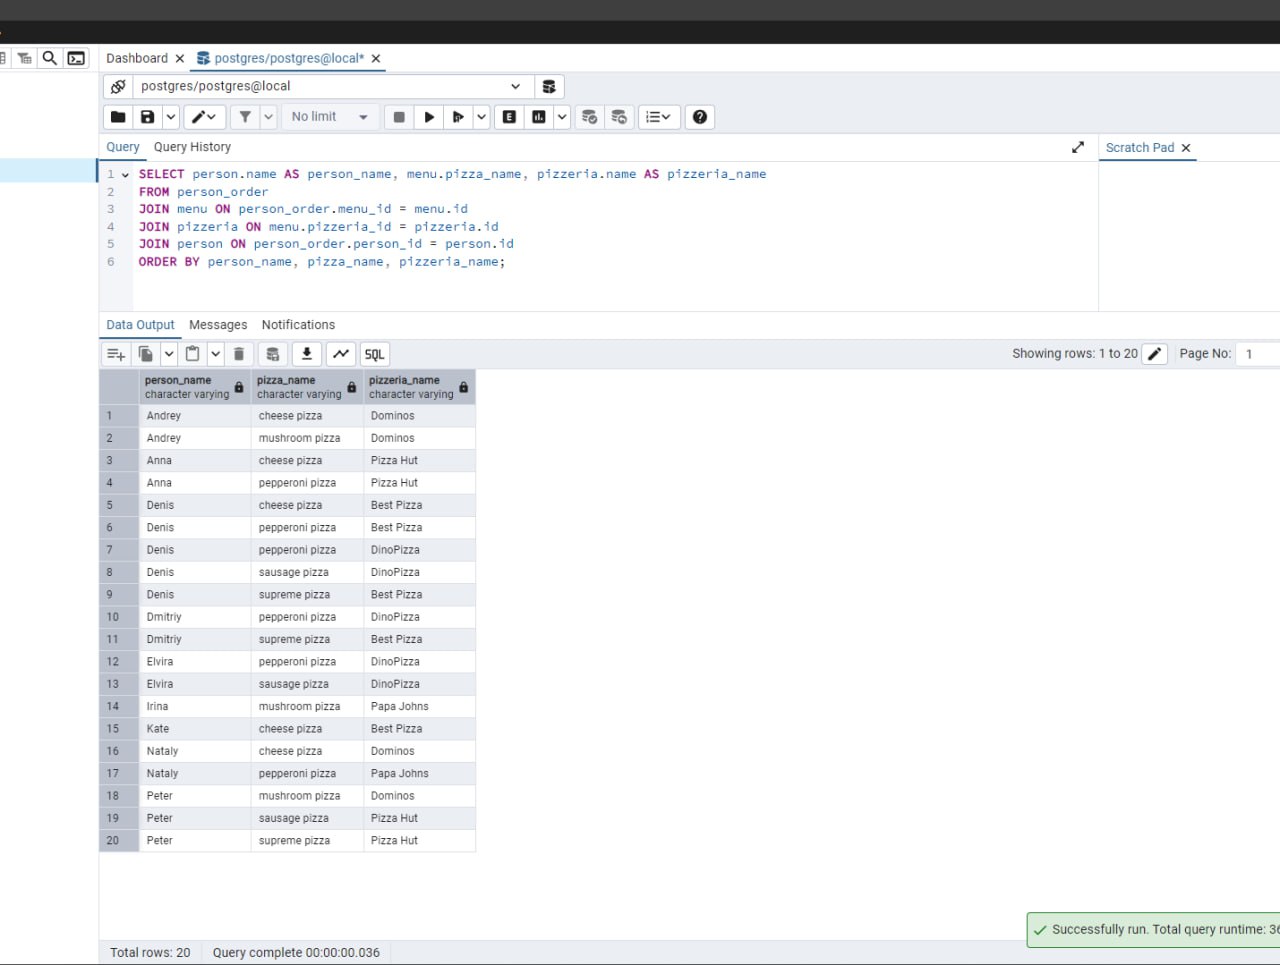 Dashboard postgres/postgres@local*
postgres/postgres@local
No limit
Query Query History
Scratch Pad
1 SELECT person.name AS person_name, menu.pizza_name, pizzeria.name AS pizzeria_name
2 FROM person_order
3 JOIN menu ON person_order.menu_id = menu.id
4 JOIN pizzeria ON menu.pizzeria_id = pizzeria.id
5 JOIN person ON person_order.person_id = person.id
6 ORDER BY person_name, pizza_name, pizzeria_name;
Data Output Messages Notifications
SQL
Showing rows: 1 to 20 Page No: 1
person_name pizza_name pizzeria_name
character varying character varying character varying
1 Andrey cheese pizza Dominos
2 Andrey mushroom pizza Dominos
3 Anna cheese pizza Pizza Hut
4 Anna pepperoni pizza Pizza Hut
5 Denis cheese pizza Best Pizza
6 Denis pepperoni pizza Best Pizza
7 Denis pepperoni pizza DinoPizza
8 Denis sausage pizza DinoPizza
9 Denis supreme pizza Best Pizza
10 Dmitriy pepperoni pizza DinoPizza
11 Dmitriy supreme pizza Best Pizza
12 Elvira pepperoni pizza DinoPizza
13 Elvira sausage pizza DinoPizza
14 Irina mushroom pizza Papa Johns
15 Kate cheese pizza Best Pizza
16 Nataly cheese pizza Dominos
17 Nataly pepperoni pizza Papa Johns
18 Peter mushroom pizza Dominos
19 Peter sausage pizza Pizza Hut
20 Peter supreme pizza Pizza Hut
Successfully run. Total query runtime: 36
Total rows: 20 Query complete 00:00:00.036